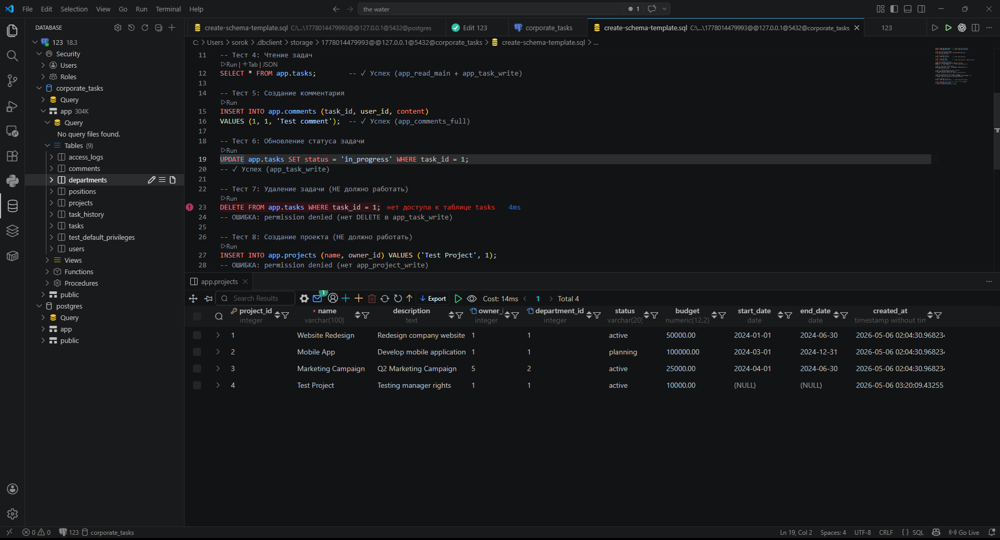 File Edit Selection View Go Run Terminal Help
the water
1
DATABASE
123 18.3
Security
Users
Roles
corporate_tasks
Query
app 304K
Query
No query files found.
Tables (9)
access_logs
comments
departments
positions
projects
task_history
tasks
test_default_privileges
users
Views
Functions
Procedures
public
postgres
Query
app
public
create-schema-template.sql C:\...\1778014479993@@127.0.0.1@5432@postgres
Edit 123
corporate_tasks
create-schema-template.sql C:\...\1778014479993@@127.0.0.1@5432@corporate_tasks
123
C: > Users > sorok > .dbclient > storage > 1778014479993@@127.0.0.1@5432@corporate_tasks > create-schema-template.sql > ...
11 -- Тест 4: Чтение задач
Run | +Tab | JSON
12 SELECT * FROM app.tasks; -- ✓ Успех (app_read_main + app_task_write)
13
14 -- Тест 5: Создание комментария
Run
15 INSERT INTO app.comments (task_id, user_id, content)
16 VALUES (1, 1, 'Test comment'); -- ✓ Успех (app_comments_full)
17
18 -- Тест 6: Обновление статуса задачи
Run
19 UPDATE app.tasks SET status = 'in_progress' WHERE task_id = 1;
20 -- ✓ Успех (app_task_write)
21
22 -- Тест 7: Удаление задачи (НЕ должно работать)
Run
23 DELETE FROM app.tasks WHERE task_id = 1; нет доступа к таблице tasks 4ms
24 -- ОШИБКА: permission denied (нет DELETE в app_task_write)
25
26 -- Тест 8: Создание проекта (НЕ должно работать)
Run
27 INSERT INTO app.projects (name, owner_id) VALUES ('Test Project', 1);
28 -- ОШИБКА: permission denied (нет app_project_write)
app.projects
Search Results 1 Export Cost: 14ms < 1 > Total 4
project_id * name description owner_i department_id status budget start_date end_date created_at
integer varchar(100) text integer integer varchar(20) numeric(12,2) date date timestamp without tim
1 Website Redesign Redesign company website 1 1 active 50000.00 2024-01-01 2024-06-30 2026-05-06 02:04:30.968234
2 Mobile App Develop mobile application 1 1 planning 100000.00 2024-03-01 2024-12-31 2026-05-06 02:04:30.968234
3 Marketing Campaign Q2 Marketing Campaign 5 2 active 25000.00 2024-04-01 2024-06-30 2026-05-06 02:04:30.968234
4 Test Project Testing manager rights 1 1 active 10000.00 (NULL) (NULL) 2026-05-06 03:20:09.43255
0 0 123 corporate_tasks
Ln 19, Col 2 Spaces: 4 UTF-8 CRLF { } SQL Go Live